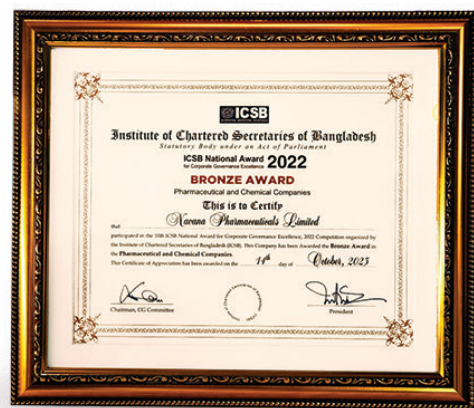 ICSB
Institute of Chartered Secretaries of Bangladesh
Statutory Body under an Act of Parliament
ICSB National Award 2022
for Corporate Governance Excellence
BRONZE AWARD
Pharmaceutical and Chemical Companies
This is to Certify
that Navana Pharmaceuticals Limited
participated in the 10th ICSB National Award for Corporate Governance Excellence, 2022 Competition organized by
the Institute of Chartered Secretaries of Bangladesh (ICSB). This Company has been Awarded the Bronze Award in
the Pharmaceutical and Chemical Companies.
This Certificate of Appreciation has been awarded on the 14th day of October, 2023
Chairman, CG Committee
President